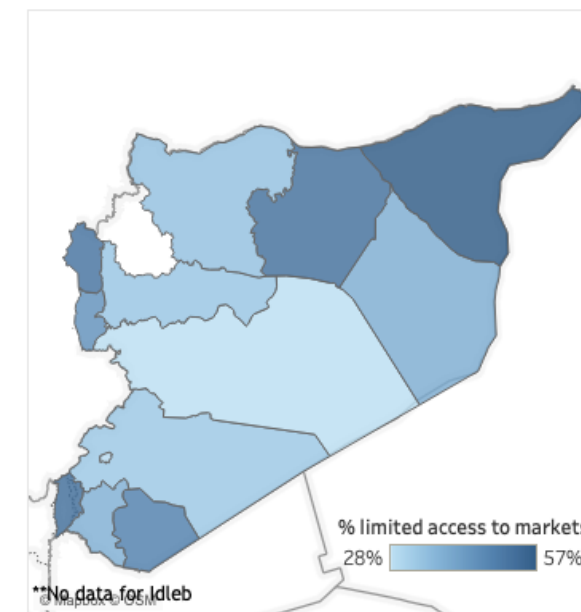 % limited access to markets
28% 57%
**No data for Idleb
© Mapbox © OSM